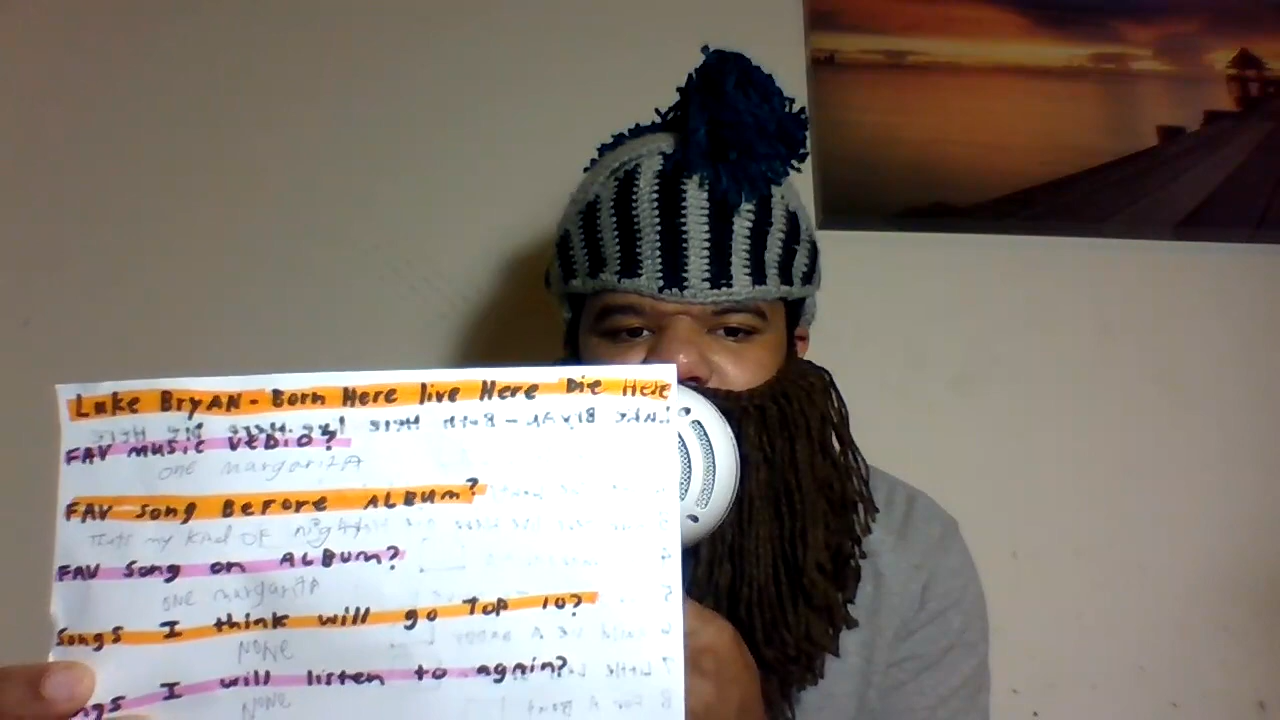 Luke BryAN - Born Here live Here Die Here
FAV music VEDIO?
one margaritA
FAV song BeFore ALBUm?
Thats my kind OF night
FAV song on ALBUm?
one margaritA
Songs I think will go Top 10?
NONe
I will listen to again?
NONe